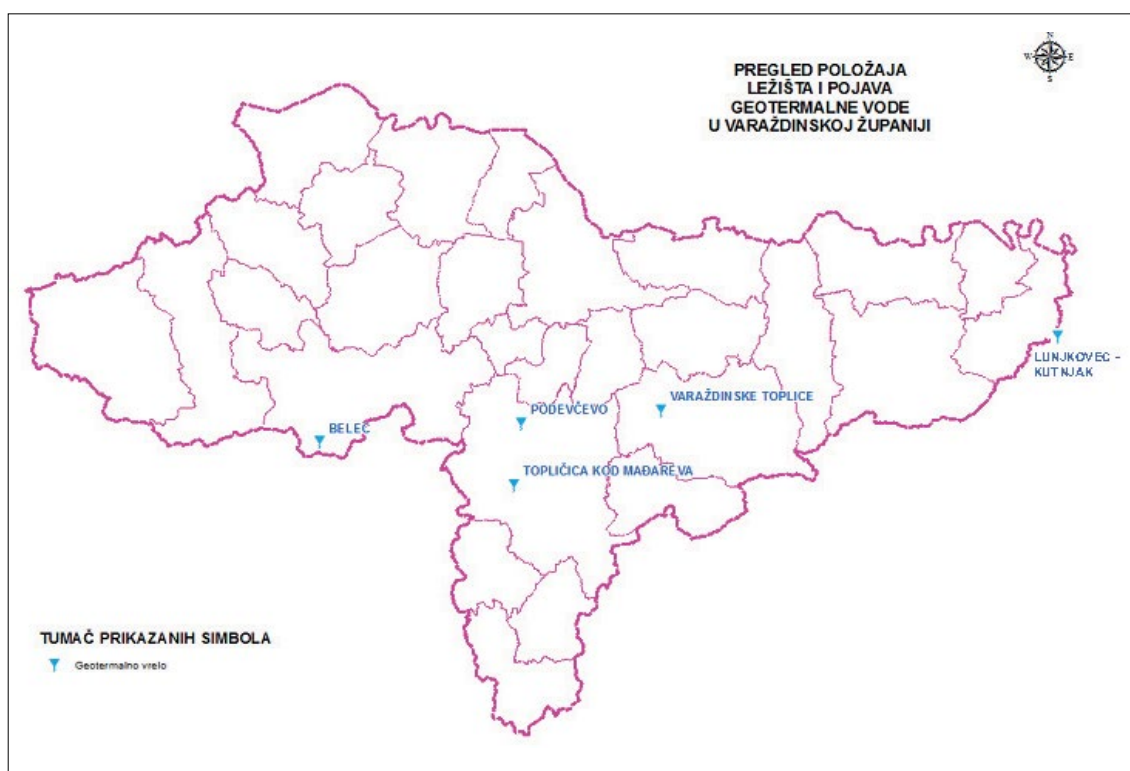 PREGLED POLOŽAJA
LEŽIŠTA I POJAVA
GEOTERMALNE VODE
U VARAŽDINSKOJ ŽUPANIJI
N
W E
S
LUNJKOVEC -
KUTNJAK
VARAŽDINSKE TOPLICE
PODEVČEVO
BELEČ
TOPLIČICA KOD MAĐAREVA
TUMAČ PRIKAZANIH SIMBOLA
Geotermalno vrelo